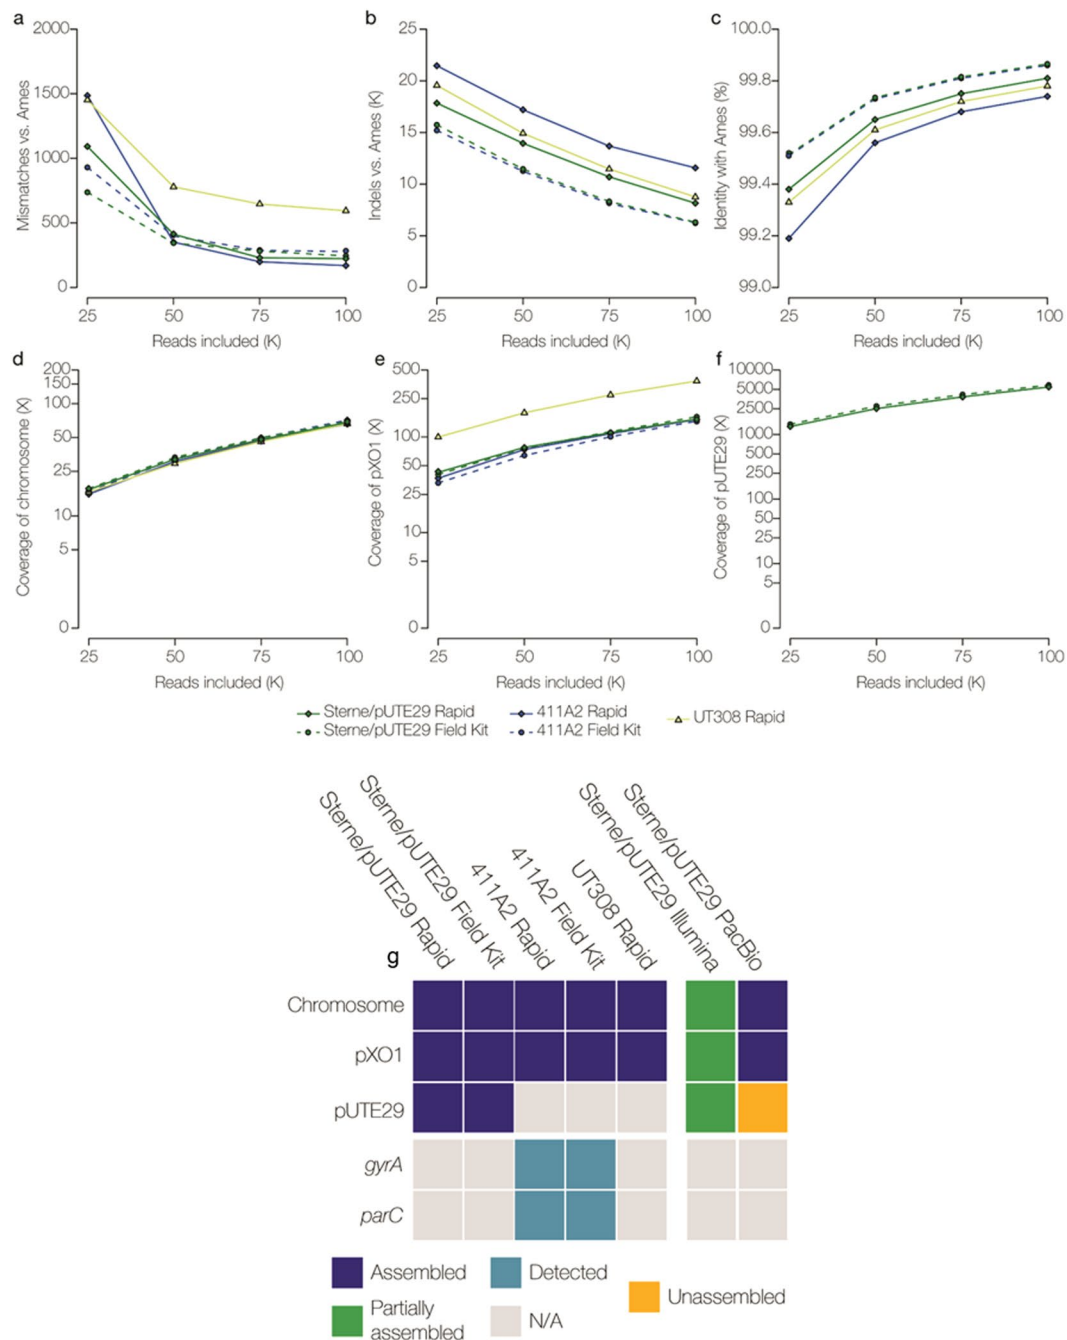 a
b
c
Mismatches vs. Ames
2000
1500
1000
500
0
25 50 75 100
Reads included (K)
Indels vs. Ames (K)
25
20
15
10
5
0
25 50 75 100
Reads included (K)
Identity with Ames (%)
100.0
99.8
99.6
99.4
99.2
99.0
25 50 75 100
Reads included (K)
d
e
f
Coverage of chromosome (X)
200
150
100
50
25
10
5
0
25 50 75 100
Reads included (K)
Coverage of pXO1 (X)
500
250
100
50
25
10
5
0
25 50 75 100
Reads included (K)
Coverage of pUTE29 (X)
10000
5000
2500
1000
500
250
100
50
25
10
5
0
25 50 75 100
Reads included (K)
Sterne/pUTE29 Rapid
Sterne/pUTE29 Field Kit
411A2 Rapid
411A2 Field Kit
UT308 Rapid
g
Sterne/pUTE29 Rapid
Sterne/pUTE29 Field Kit
411A2 Rapid
411A2 Field Kit
UT308 Rapid
Sterne/pUTE29 Illumina
Sterne/pUTE29 PacBio
Chromosome
pXO1
pUTE29
gyrA
parC
Assembled
Partially
assembled
Detected
N/A
Unassembled